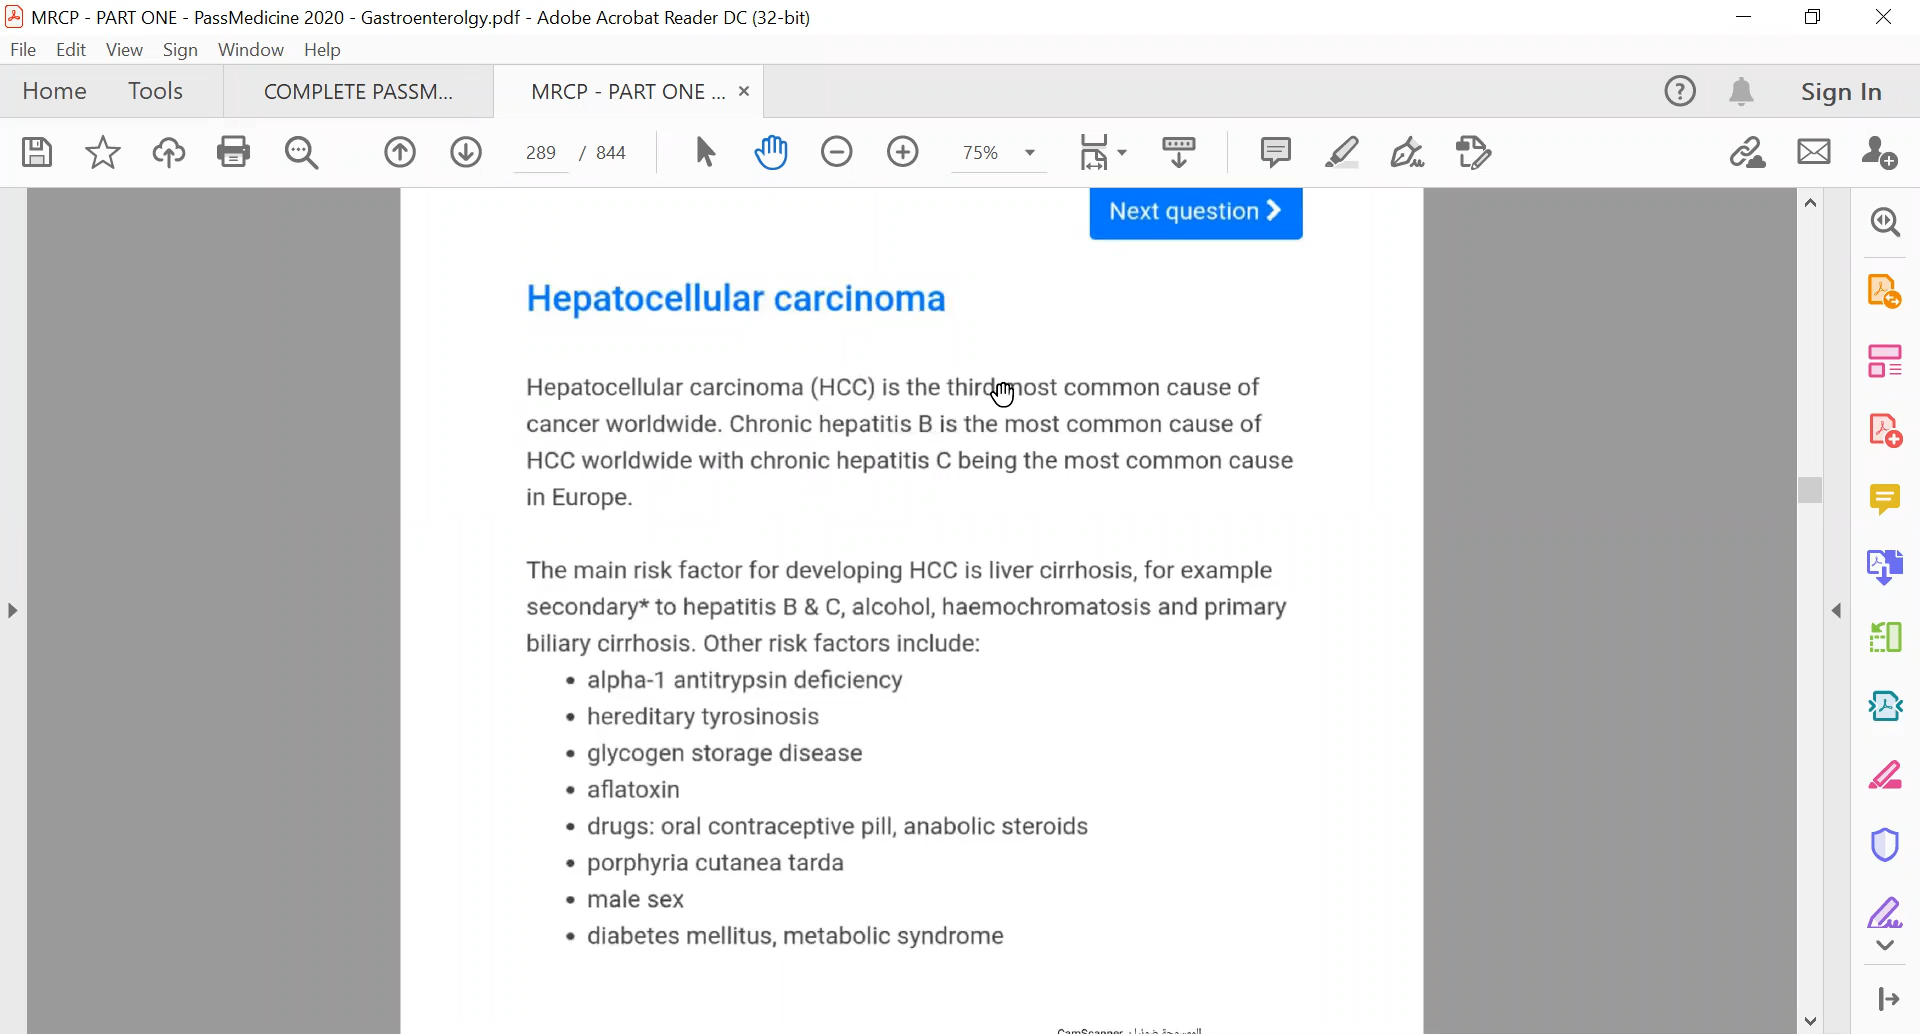 MRCP - PART ONE - PassMedicine 2020 - Gastroenterolgy.pdf - Adobe Acrobat Reader DC (32-bit)
File Edit View Sign Window Help
Home Tools COMPLETE PASSM... MRCP - PART ONE ... × Sign In
289 / 844 75%
Next question
Hepatocellular carcinoma
Hepatocellular carcinoma (HCC) is the third most common cause of
cancer worldwide. Chronic hepatitis B is the most common cause of
HCC worldwide with chronic hepatitis C being the most common cause
in Europe.
The main risk factor for developing HCC is liver cirrhosis, for example
secondary* to hepatitis B & C, alcohol, haemochromatosis and primary
biliary cirrhosis. Other risk factors include:
• alpha-1 antitrypsin deficiency
• hereditary tyrosinosis
• glycogen storage disease
• aflatoxin
• drugs: oral contraceptive pill, anabolic steroids
• porphyria cutanea tarda
• male sex
• diabetes mellitus, metabolic syndrome
CamScanner